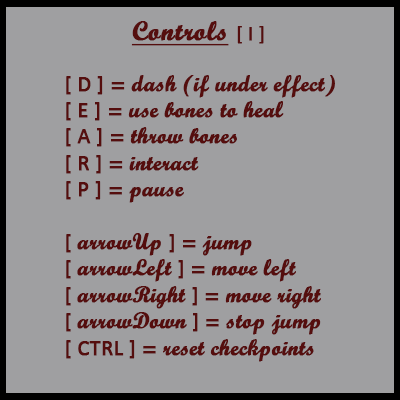 Controls [ I ]
[ D ] = dash (if under effect)
[ E ] = use bones to heal
[ A ] = throw bones
[ R ] = interact
[ P ] = pause
[ arrowUp ] = jump
[ arrowLeft ] = move left
[ arrowRight ] = move right
[ arrowDown ] = stop jump
[ CTRL ] = reset checkpoints